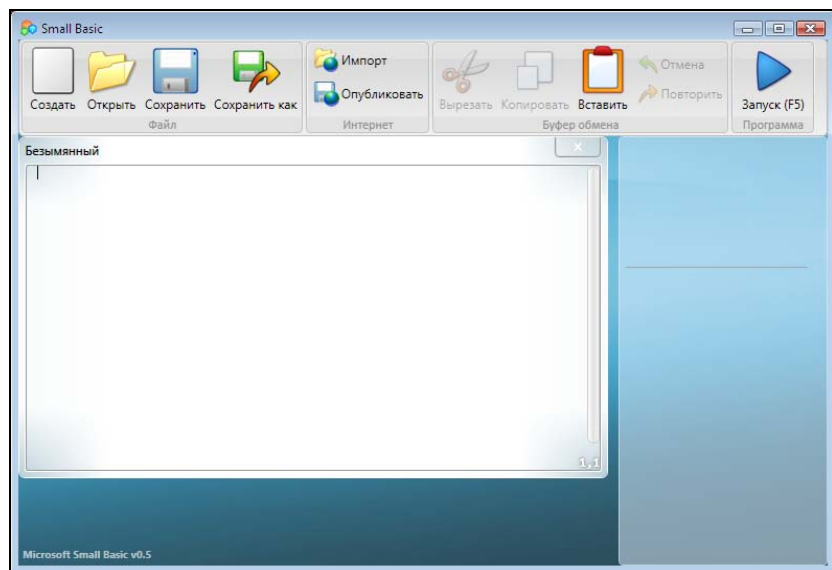 Small Basic
Создать Открыть Сохранить Сохранить как
Файл
Импорт
Опубликовать
Интернет
Вырезать Копировать Вставить
Отмена
Повторить
Буфер обмена
Запуск (F5)
Программа
Безымянный
1,1
Microsoft Small Basic v0.5